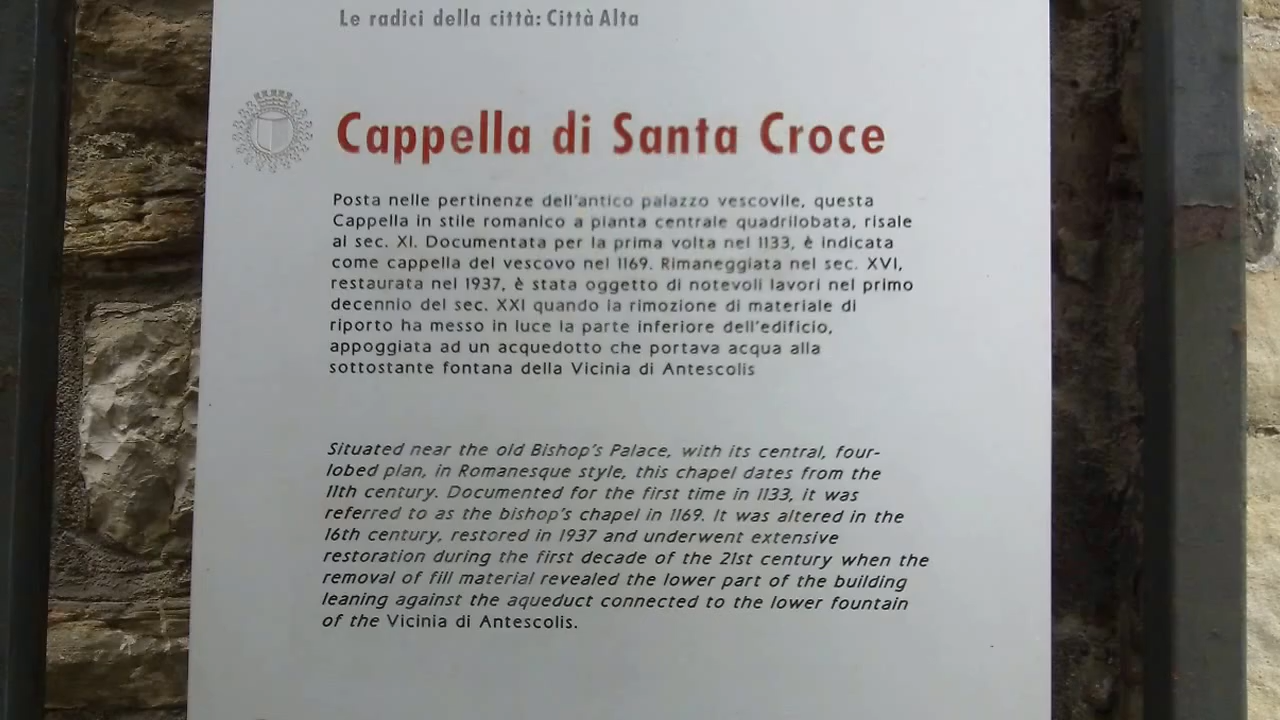 Le radici della città: Città Alta
Cappella di Santa Croce
Posta nelle pertinenze dell'antico palazzo vescovile, questa
Cappella in stile romanico a pianta centrale quadrilobata, risale
al sec. XI. Documentata per la prima volta nel 1133, è indicata
come cappella del vescovo nel 1169. Rimaneggiata nel sec. XVI,
restaurata nel 1937, è stata oggetto di notevoli lavori nel primo
decennio del sec. XXI quando la rimozione di materiale di
riporto ha messo in luce la parte inferiore dell'edificio,
appoggiata ad un acquedotto che portava acqua alla
sottostante fontana della Vicinia di Antescolis
Situated near the old Bishop's Palace, with its central, four-
lobed plan, in Romanesque style, this chapel dates from the
11th century. Documented for the first time in 1133, it was
referred to as the bishop's chapel in 1169. It was altered in the
16th century, restored in 1937 and underwent extensive
restoration during the first decade of the 21st century when the
removal of fill material revealed the lower part of the building
leaning against the aqueduct connected to the lower fountain
of the Vicinia di Antescolis.